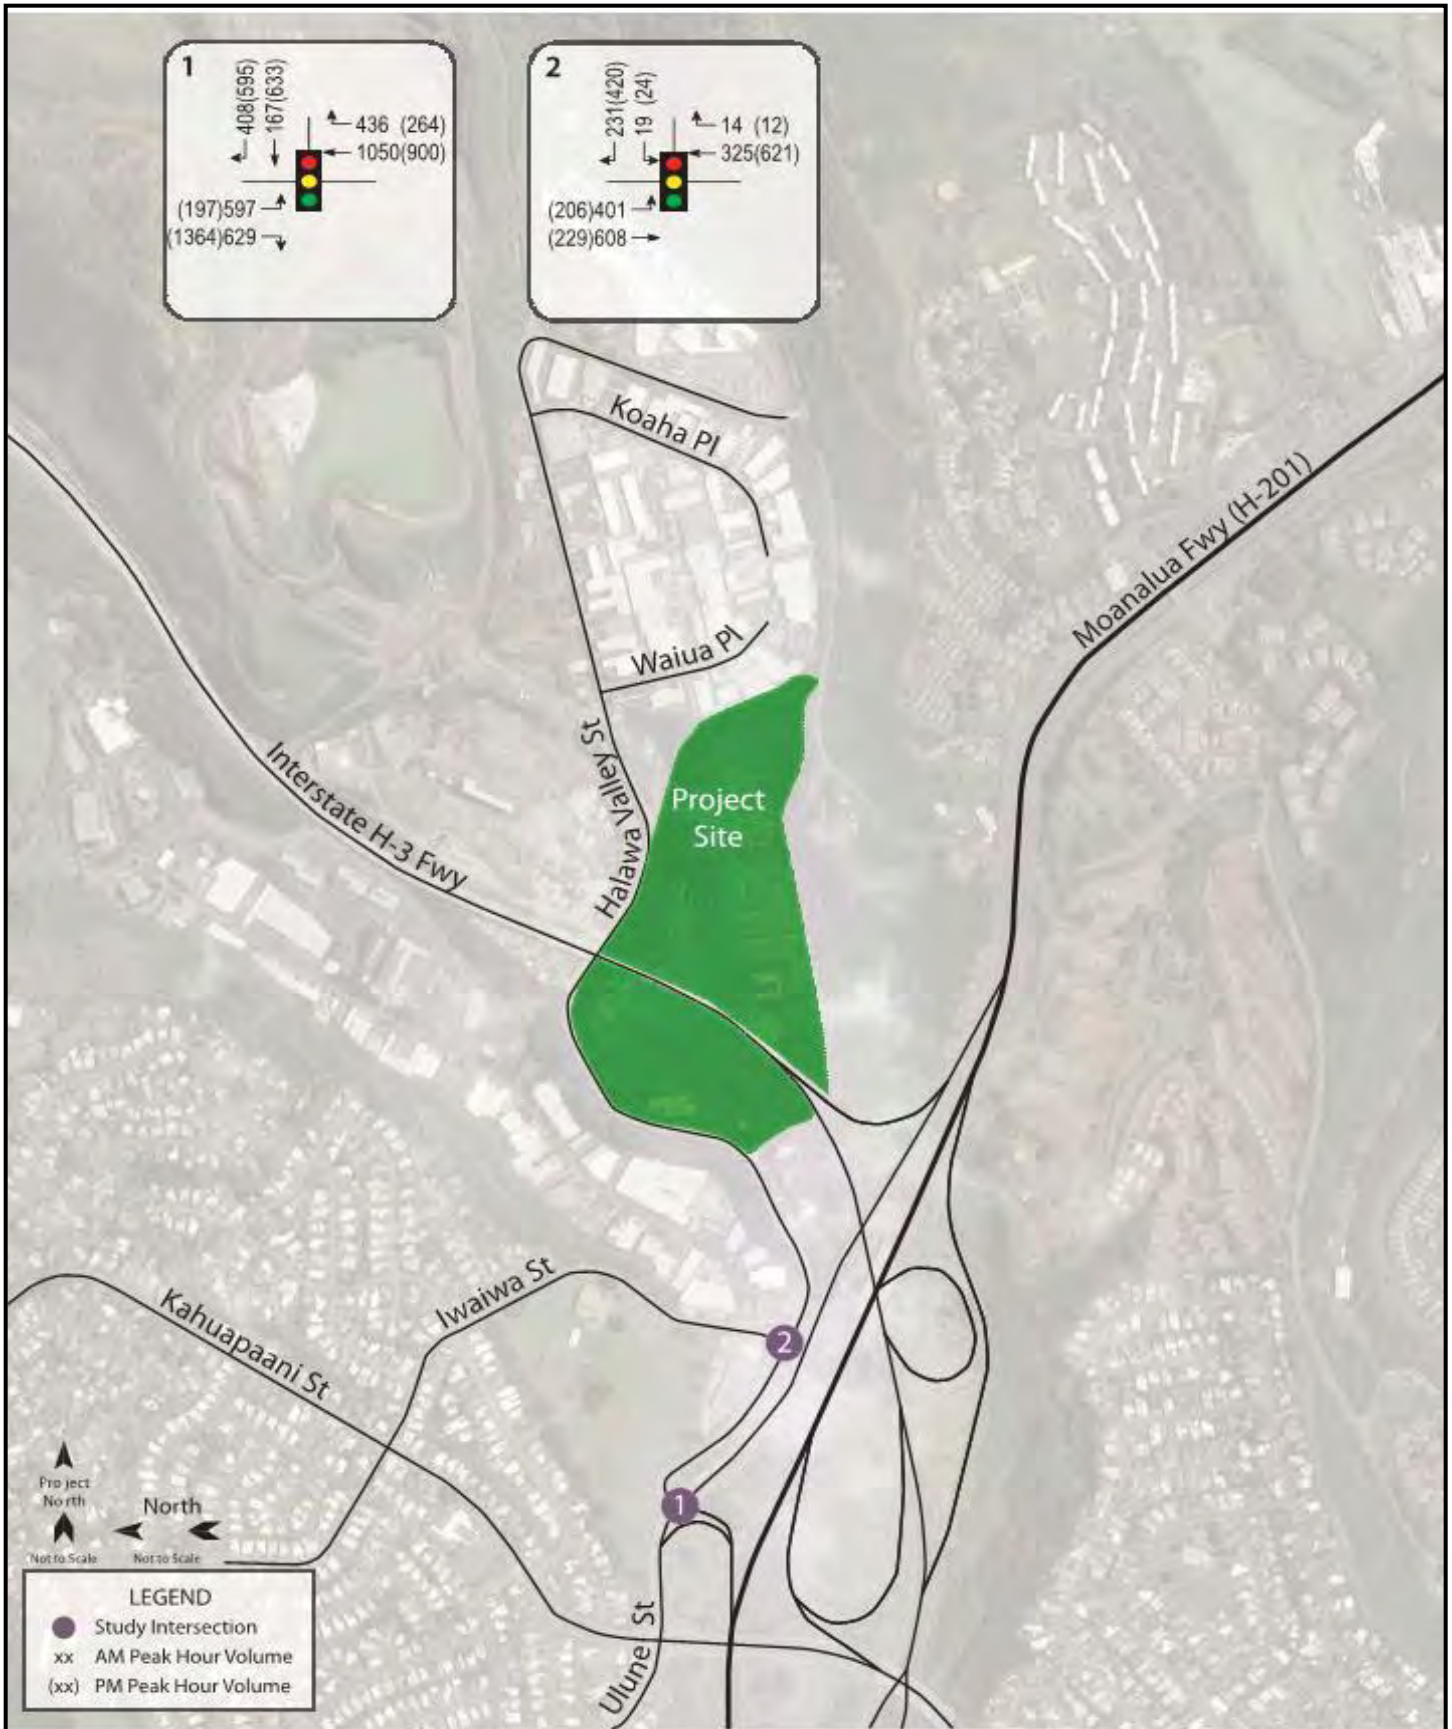 1
408(595)
167(633)
436 (264)
1050(900)
(197)597
(1364)629
2
231(420)
19 (24)
14 (12)
325(621)
(206)401
(229)608
Koaha Pl
Moanalua Fwy (H-201)
Waiua Pl
Halawa Valley St
Interstate H-3 Fwy
Project
Site
Iwaiwa St
Kahuapaani St
2
1
Ulune St
Project
North
North
Not to Scale
Not to Scale
LEGEND
Study Intersection
xx AM Peak Hour Volume
(xx) PM Peak Hour Volume